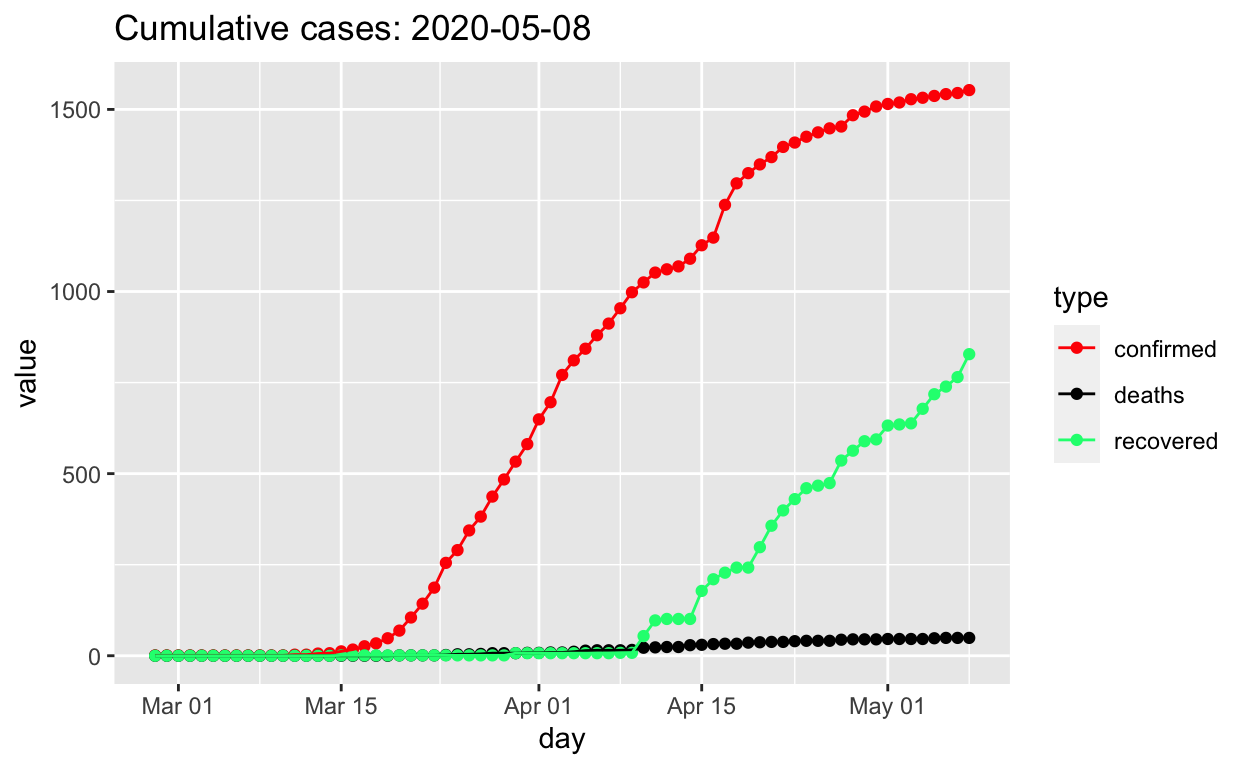 Cumulative cases: 2020-05-08
1500
1000
500
0
value
Mar 01
Mar 15
Apr 01
Apr 15
May 01
day
type
confirmed
deaths
recovered